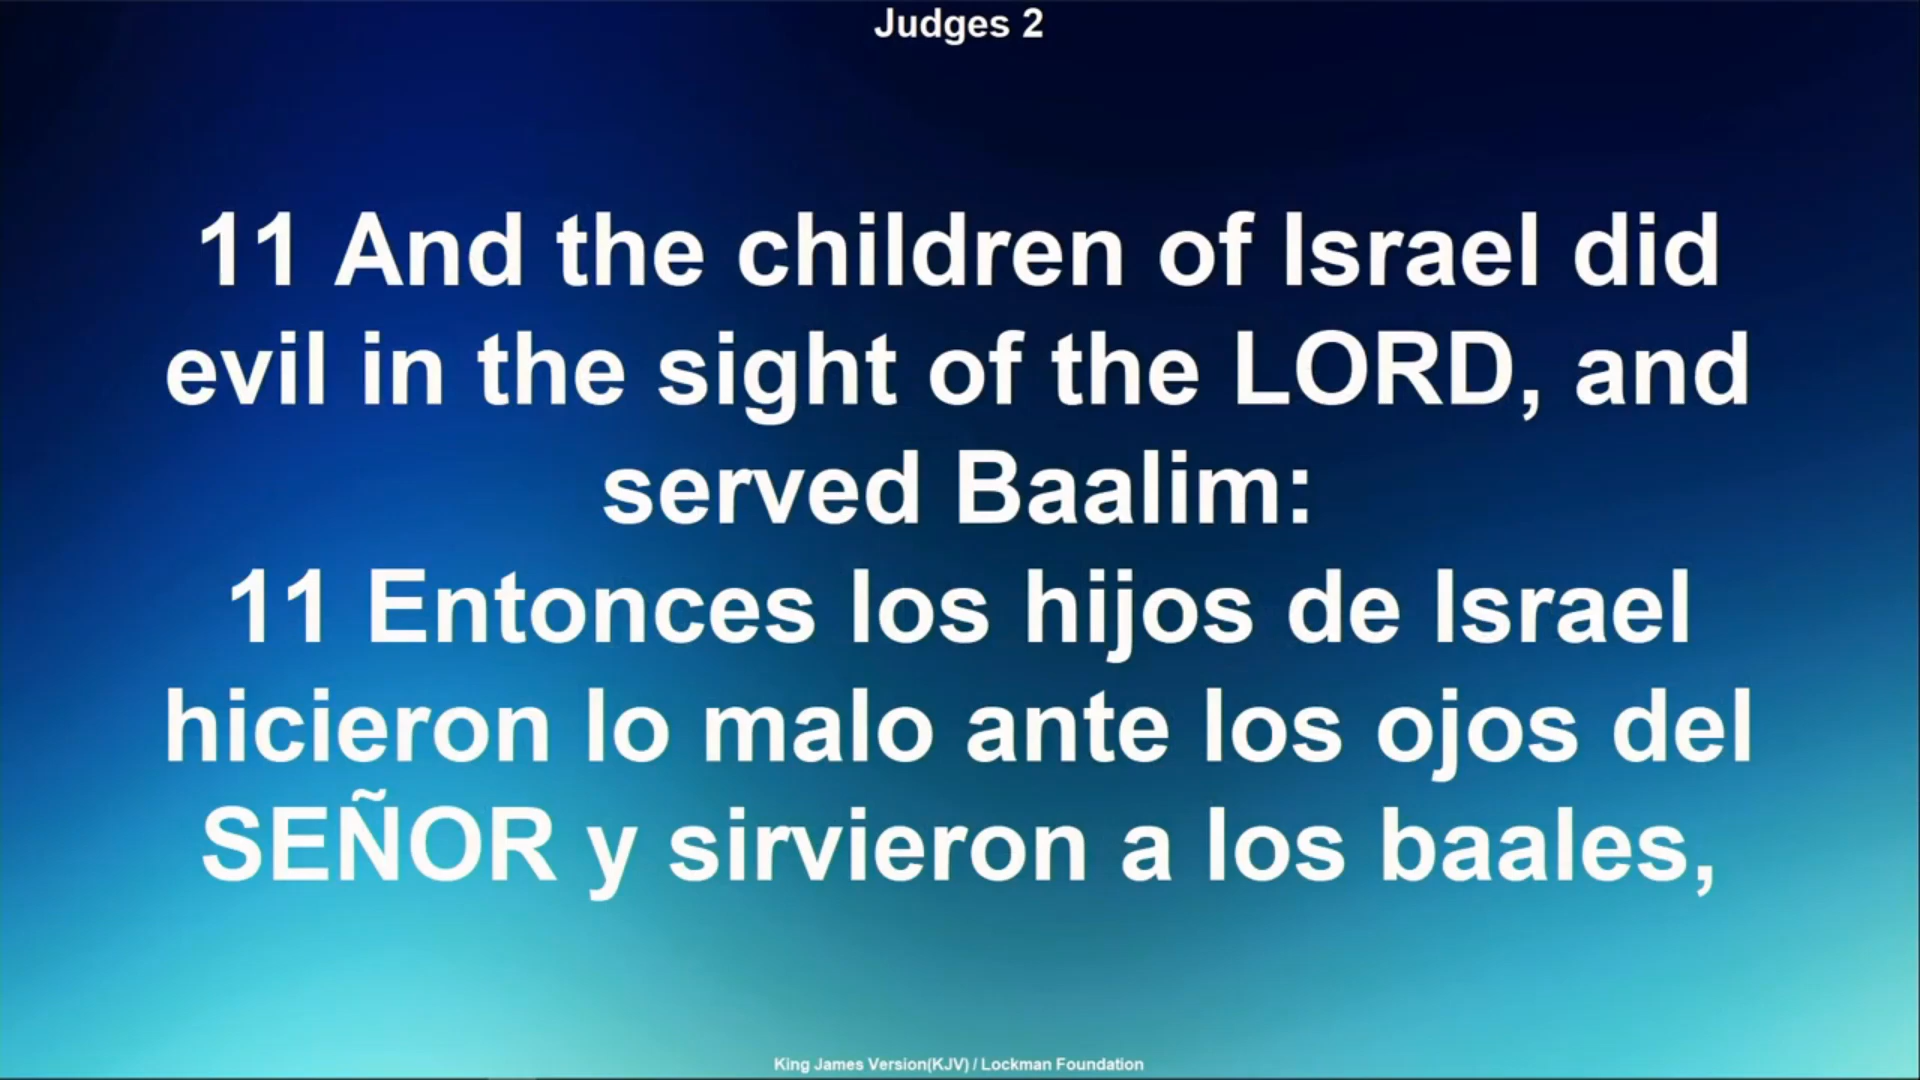 Judges 2
11 And the children of Israel did
evil in the sight of the LORD, and
served Baalim:
11 Entonces los hijos de Israel
hicieron lo malo ante los ojos del
SEÑOR y sirvieron a los baales,
King James Version(KJV) / Lockman Foundation